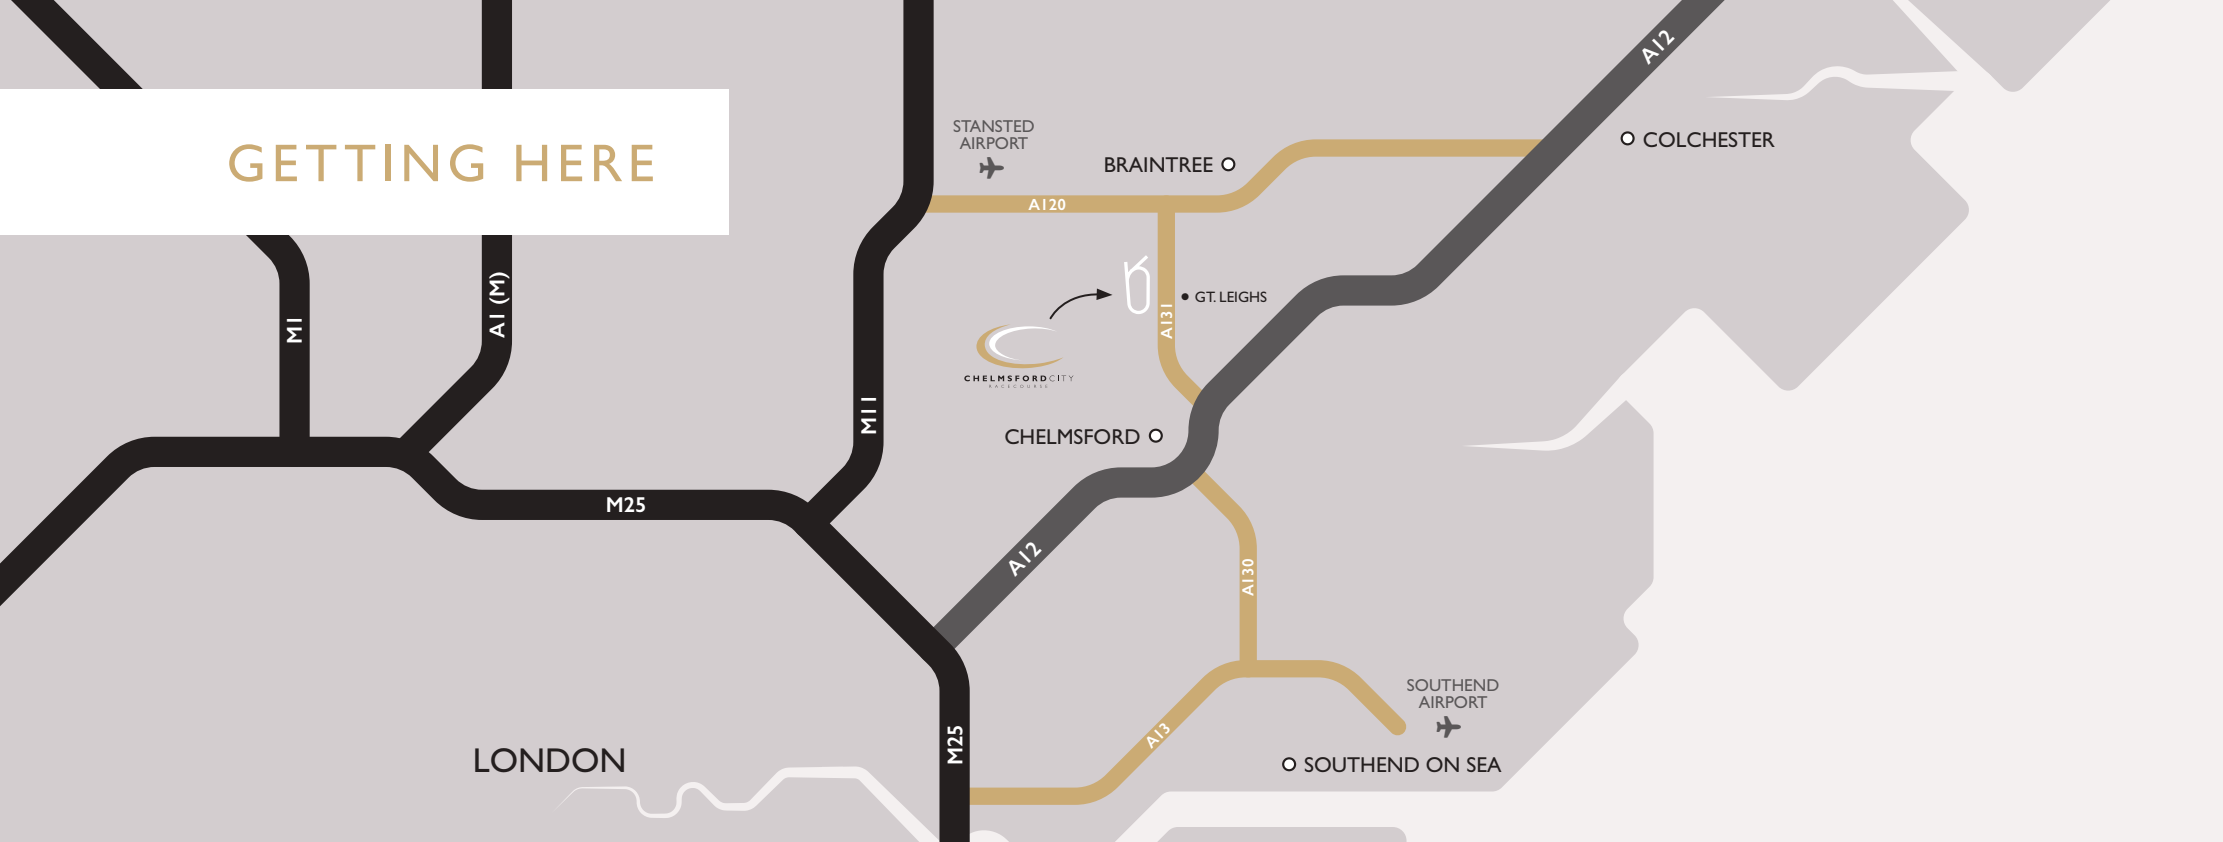 A12
STANSTED
AIRPORT
COLCHESTER
GETTING HERE
BRAINTREE
A120
A1 (M)
GT. LEIGHS
M1
A131
CHELMSFORDCITY
RACECOURSE
M11
CHELMSFORD
M25
A12
A130
SOUTHEND
AIRPORT
A13
M25
LONDON
SOUTHEND ON SEA